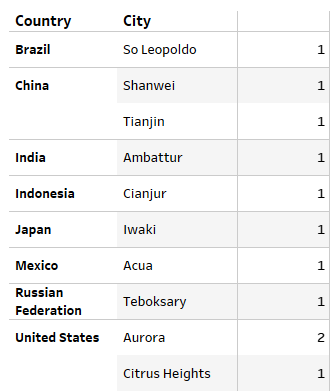 Country City
Brazil So Leopoldo 1
China Shanwei 1
Tianjin 1
India Ambattur 1
Indonesia Cianjur 1
Japan Iwaki 1
Mexico Acua 1
Russian
Federation Teboksary 1
United States Aurora 2
Citrus Heights 1